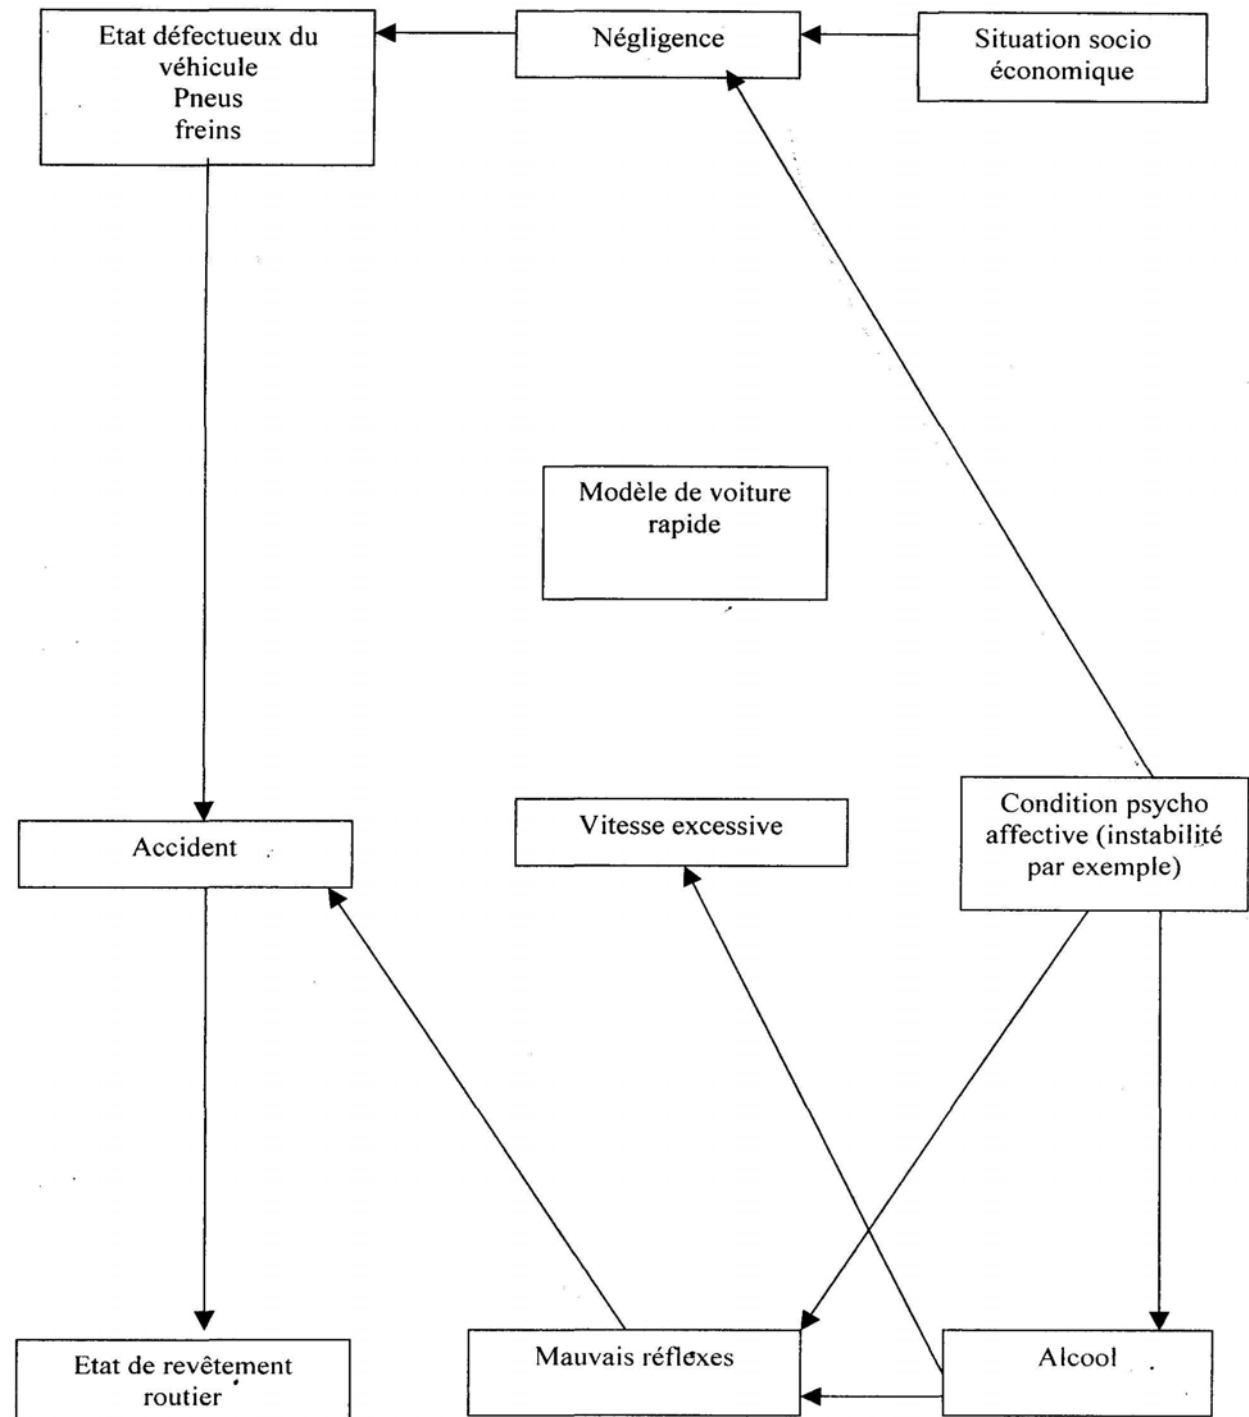 Etat défectueux du
véhicule
Pneus
freins
Négligence
Situation socio
économique
Modèle de voiture
rapide
Accident
Vitesse excessive
Condition psycho
affective (instabilité
par exemple)
Etat de revêtement
routier
Mauvais réflexes
Alcool